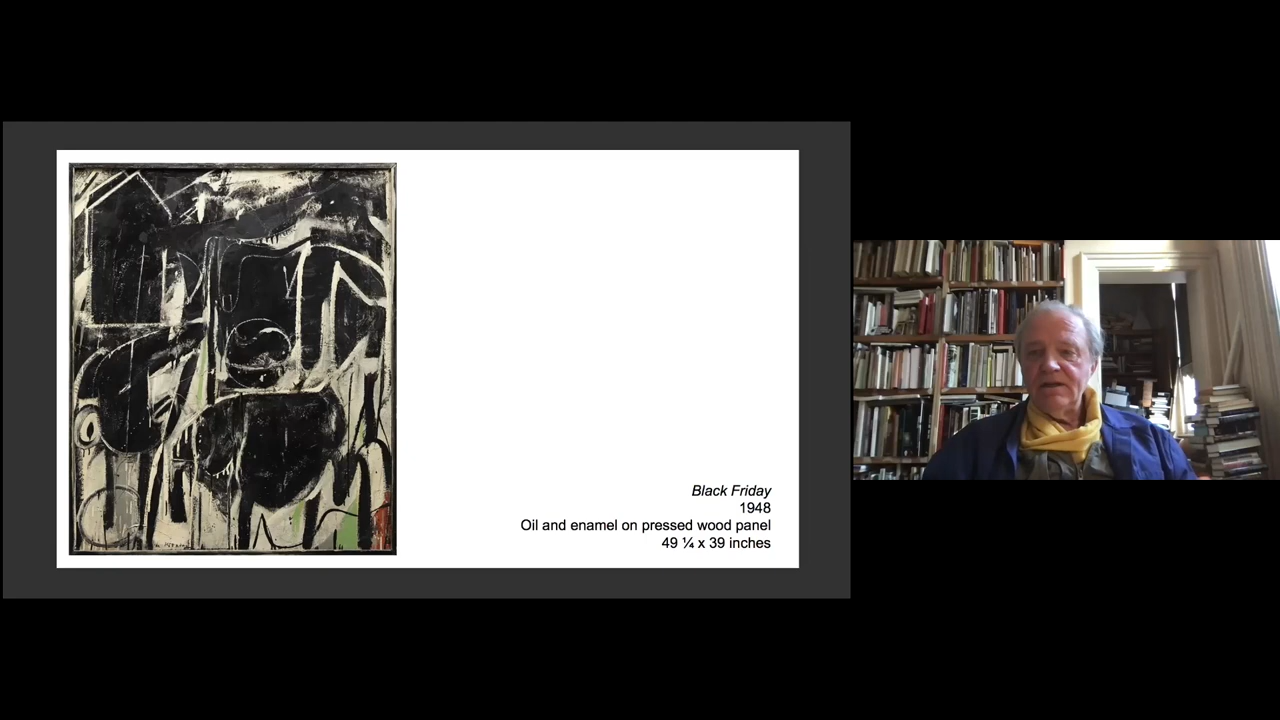 Black Friday
1948
Oil and enamel on pressed wood panel
49 ¼ x 39 inches